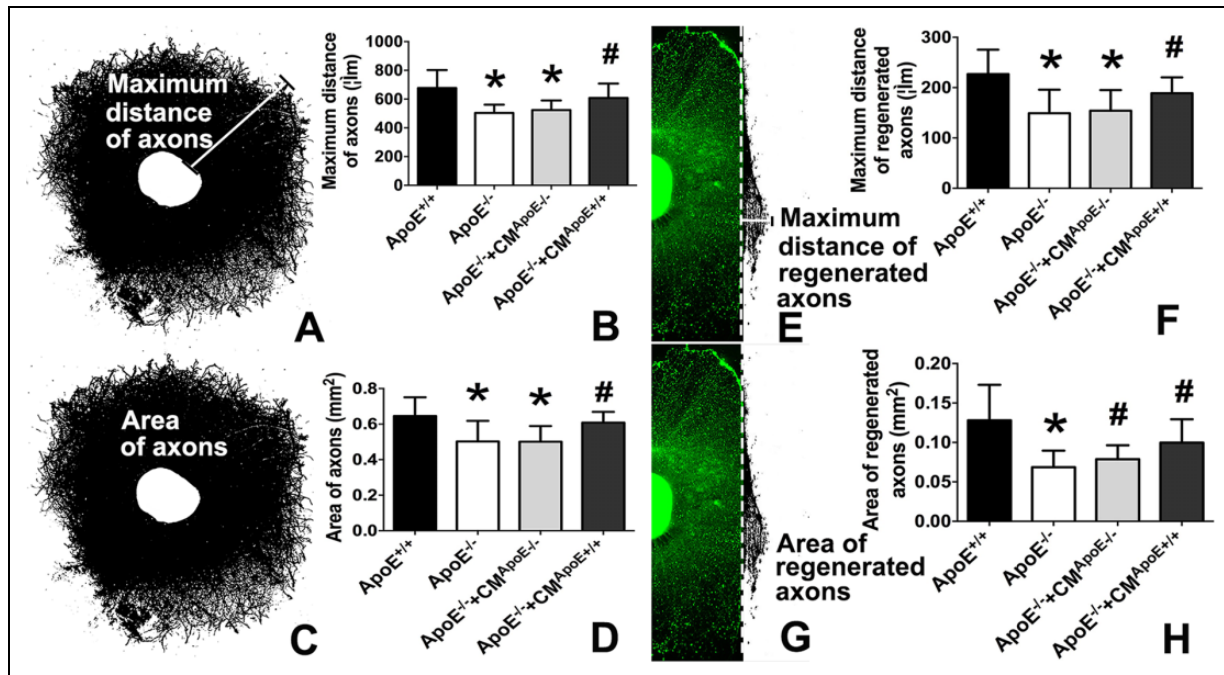 Maximum
distance
of axons
A
Maximum distance
of axons (¡lm)
1000
800
600
400
200
0
*
*
#
ApoE+/+
ApoE-/-
ApoE-/-+CMApoE-/-
ApoE-/-+CMApoE+/+
B
Maximum
distance of
regenerated
axons
E
Maximum distance
of regenerated
axons (¡lm)
300
200
100
0
*
*
#
ApoE+/+
ApoE-/-
ApoE-/-+CMApoE-/-
ApoE-/-+CMApoE+/+
F
Area
of axons
C
Area of axons (mm2)
0.8
0.6
0.4
0.2
0.0
*
*
#
ApoE+/+
ApoE-/-
ApoE-/-+CMApoE-/-
ApoE-/-+CMApoE+/+
D
Area of
regenerated
axons
G
Area of regenerated
axons (mm2)
0.20
0.15
0.10
0.05
0.00
*
#
#
ApoE+/+
ApoE-/-
ApoE-/-+CMApoE-/-
ApoE-/-+CMApoE+/+
H